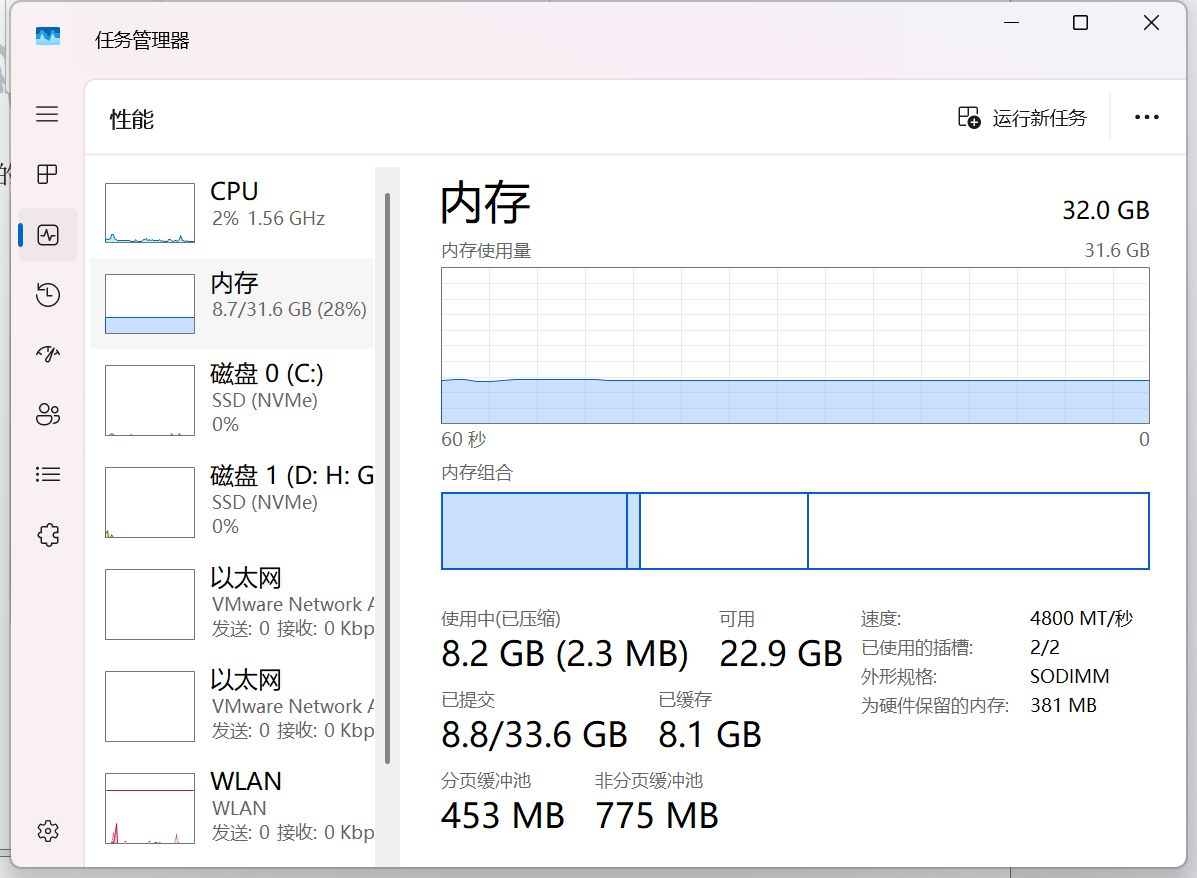 任务管理器
性能
运行新任务
CPU
2% 1.56 GHz
内存
8.7/31.6 GB (28%)
磁盘 0 (C:)
SSD (NVMe)
0%
磁盘 1 (D: H: G
SSD (NVMe)
0%
以太网
VMware Network A
发送: 0 接收: 0 Kbp
以太网
VMware Network A
发送: 0 接收: 0 Kbp
WLAN
WLAN
发送: 0 接收: 0 Kbp
内存
32.0 GB
内存使用量
31.6 GB
60 秒
0
内存组合
使用中(已压缩)
8.2 GB (2.3 MB)
可用
22.9 GB
已提交
8.8/33.6 GB
已缓存
8.1 GB
分页缓冲池
453 MB
非分页缓冲池
775 MB
速度: 4800 MT/秒
已使用的插槽: 2/2
外形规格: SODIMM
为硬件保留的内存: 381 MB